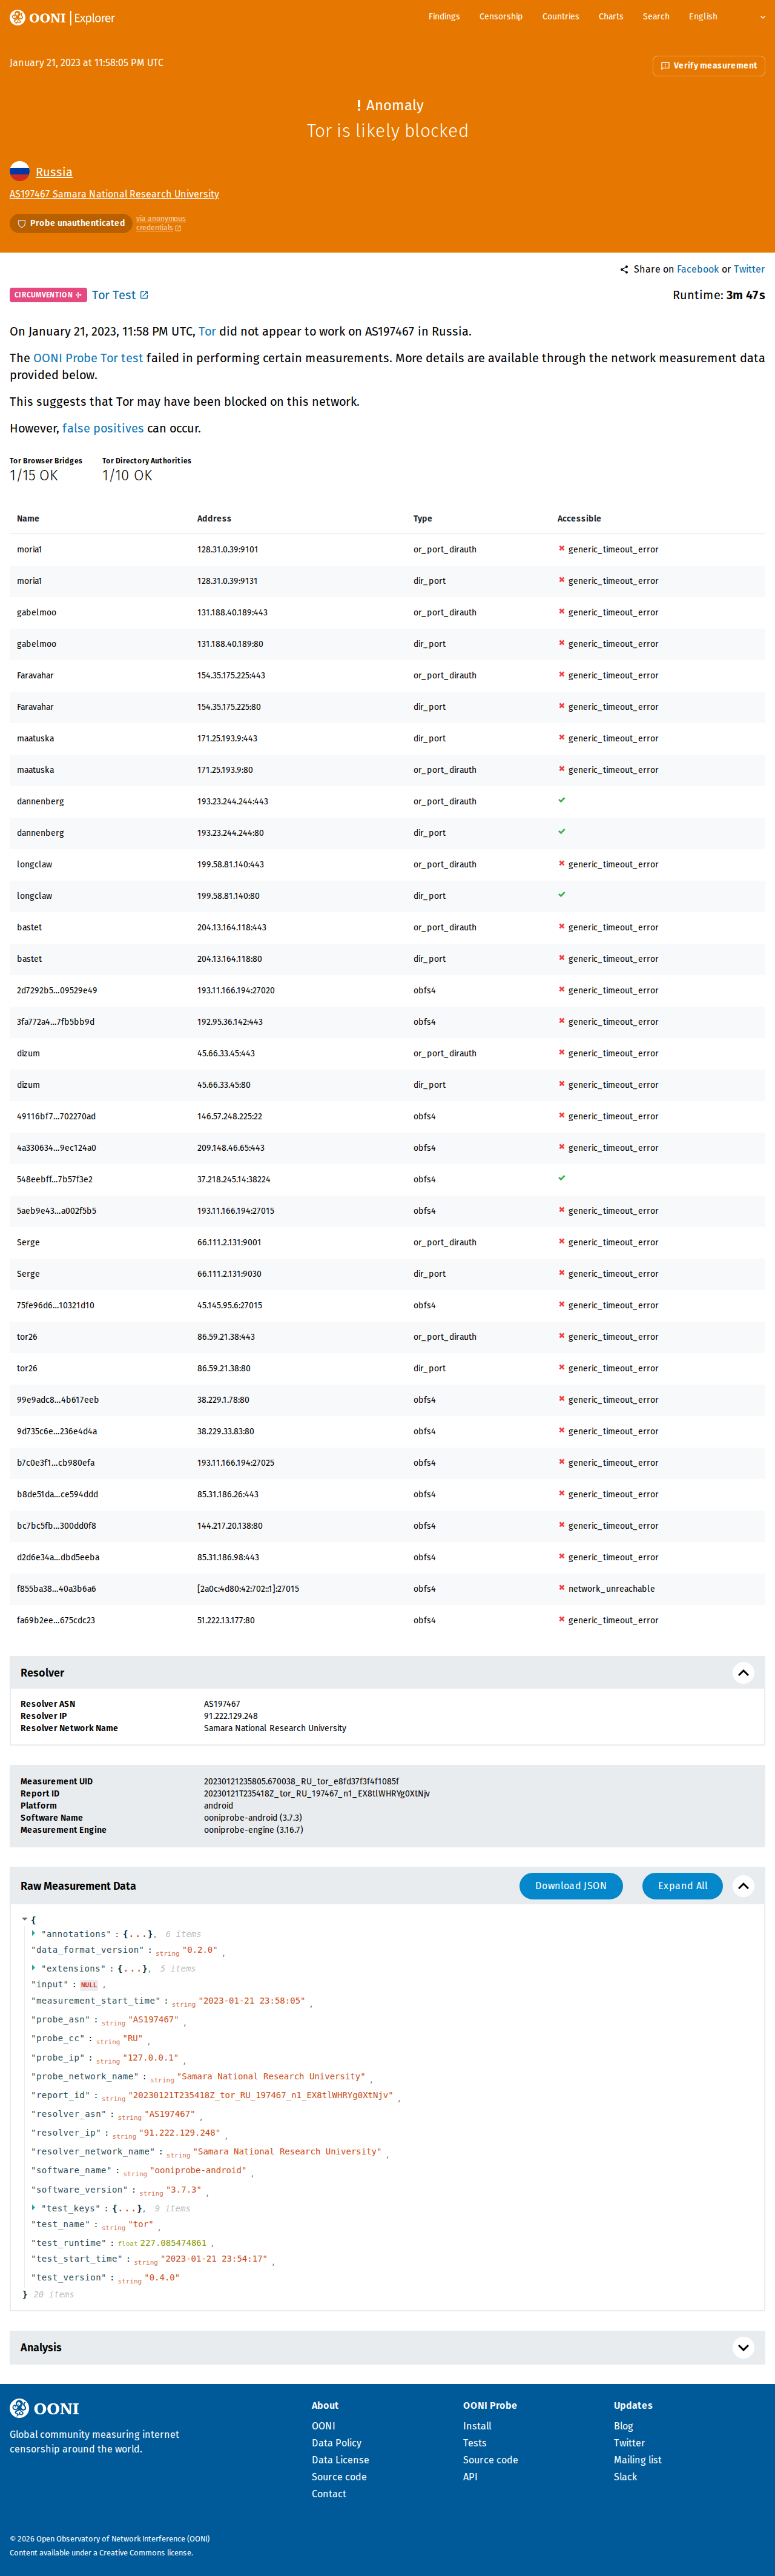 OONI Explorer
Findings Censorship Countries Charts Search English
January 21, 2023 at 11:58:05 PM UTC
Verify measurement
! Anomaly
Tor is likely blocked
Russia
AS197467 Samara National Research University
Probe unauthenticated via anonymous credentials
Share on Facebook or Twitter
CIRCUMVENTION Tor Test Runtime: 3m 47s
On January 21, 2023, 11:58 PM UTC, Tor did not appear to work on AS197467 in Russia.
The OONI Probe Tor test failed in performing certain measurements. More details are available through the network measurement data
provided below.
This suggests that Tor may have been blocked on this network.
However, false positives can occur.
Tor Browser Bridges Tor Directory Authorities
1/15 OK 1/10 OK
Name Address Type Accessible
moria1 128.31.0.39:9101 or_port_dirauth generic_timeout_error
moria1 128.31.0.39:9131 dir_port generic_timeout_error
gabelmoo 131.188.40.189:443 or_port_dirauth generic_timeout_error
gabelmoo 131.188.40.189:80 dir_port generic_timeout_error
Faravahar 154.35.175.225:443 or_port_dirauth generic_timeout_error
Faravahar 154.35.175.225:80 dir_port generic_timeout_error
maatuska 171.25.193.9:443 dir_port generic_timeout_error
maatuska 171.25.193.9:80 or_port_dirauth generic_timeout_error
dannenberg 193.23.244.244:443 or_port_dirauth
dannenberg 193.23.244.244:80 dir_port
longclaw 199.58.81.140:443 or_port_dirauth generic_timeout_error
longclaw 199.58.81.140:80 dir_port
bastet 204.13.164.118:443 or_port_dirauth generic_timeout_error
bastet 204.13.164.118:80 dir_port generic_timeout_error
2d7292b5...09529e49 193.11.166.194:27020 obfs4 generic_timeout_error
3fa772a4...7fb5bb9d 192.95.36.142:443 obfs4 generic_timeout_error
dizum 45.66.33.45:443 or_port_dirauth generic_timeout_error
dizum 45.66.33.45:80 dir_port generic_timeout_error
49116bf7...702270ad 146.57.248.225:22 obfs4 generic_timeout_error
4a330634...9ec124a0 209.148.46.65:443 obfs4 generic_timeout_error
548eebff...7b57f3e2 37.218.245.14:38224 obfs4
5aeb9e43...a002f5b5 193.11.166.194:27015 obfs4 generic_timeout_error
Serge 66.111.2.131:9001 or_port_dirauth generic_timeout_error
Serge 66.111.2.131:9030 dir_port generic_timeout_error
75fe96d6...10321d10 45.145.95.6:27015 obfs4 generic_timeout_error
tor26 86.59.21.38:443 or_port_dirauth generic_timeout_error
tor26 86.59.21.38:80 dir_port generic_timeout_error
99e9adc8...4b617eeb 38.229.1.78:80 obfs4 generic_timeout_error
9d735c6e...236e4d4a 38.229.33.83:80 obfs4 generic_timeout_error
b7c0e3f1...cb980efa 193.11.166.194:27025 obfs4 generic_timeout_error
b8de51da...ce594ddd 85.31.186.26:443 obfs4 generic_timeout_error
bc7bc5fb...300dd0f8 144.217.20.138:80 obfs4 generic_timeout_error
d2d6e34a...dbd5eeba 85.31.186.98:443 obfs4 generic_timeout_error
f855ba38...40a3b6a6 [2a0c:4d80:42:702::1]:27015 obfs4 network_unreachable
fa69b2ee...675cdc23 51.222.13.177:80 obfs4 generic_timeout_error
Resolver
Resolver ASN AS197467
Resolver IP 91.222.129.248
Resolver Network Name Samara National Research University
Measurement UID 20230121235805.670038_RU_tor_e8fd37f3f4f1085f
Report ID 20230121T235418Z_tor_RU_197467_n1_EX8tlWHRYg0XtNjv
Platform android
Software Name ooniprobe-android (3.7.3)
Measurement Engine ooniprobe-engine (3.16.7)
Raw Measurement Data Download JSON Expand All
{
"annotations" : {...}, 6 items
"data_format_version" : string "0.2.0" ,
"extensions" : {...}, 5 items
"input" : NULL ,
"measurement_start_time" : string "2023-01-21 23:58:05" ,
"probe_asn" : string "AS197467" ,
"probe_cc" : string "RU" ,
"probe_ip" : string "127.0.0.1" ,
"probe_network_name" : string "Samara National Research University" ,
"report_id" : string "20230121T235418Z_tor_RU_197467_n1_EX8tlWHRYg0XtNjv" ,
"resolver_asn" : string "AS197467" ,
"resolver_ip" : string "91.222.129.248" ,
"resolver_network_name" : string "Samara National Research University" ,
"software_name" : string "ooniprobe-android" ,
"software_version" : string "3.7.3" ,
"test_keys" : {...}, 9 items
"test_name" : string "tor" ,
"test_runtime" : float 227.085474861 ,
"test_start_time" : string "2023-01-21 23:54:17" ,
"test_version" : string "0.4.0"
} 20 items
Analysis
OONI
Global community measuring internet
censorship around the world.
About
OONI
Data Policy
Data License
Source code
Contact
OONI Probe
Install
Tests
Source code
API
Updates
Blog
Twitter
Mailing list
Slack
© 2026 Open Observatory of Network Interference (OONI)
Content available under a Creative Commons license.